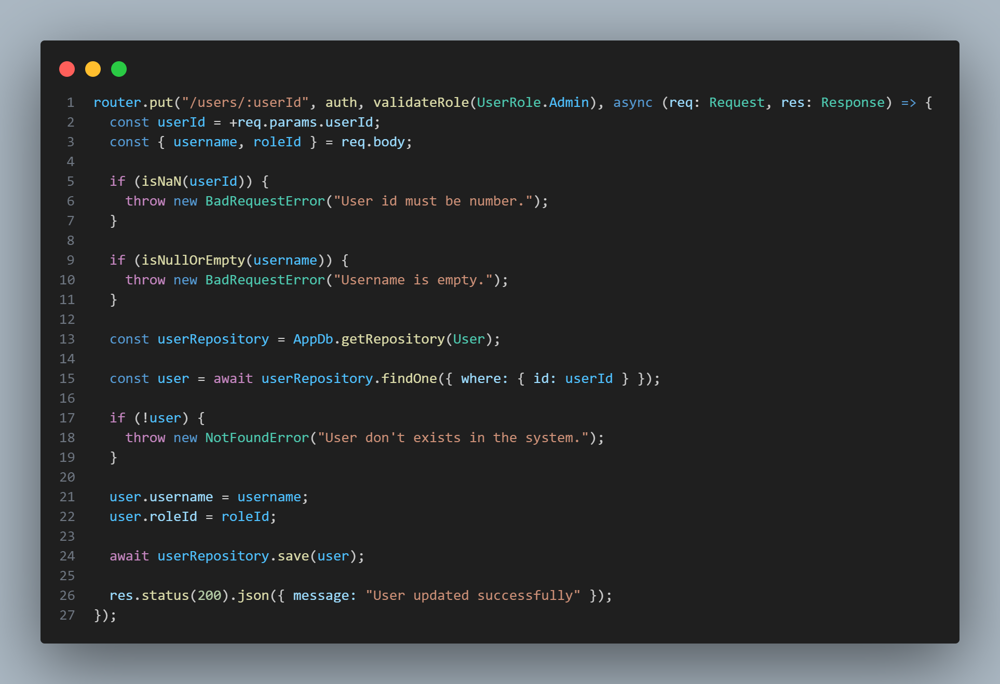 1 router.put("/users/:userId", auth, validateRole(UserRole.Admin), async (req: Request, res: Response) => {
2   const userId = +req.params.userId;
3   const { username, roleId } = req.body;
4
5   if (isNaN(userId)) {
6     throw new BadRequestError("User id must be number.");
7   }
8
9   if (isNullOrEmpty(username)) {
10     throw new BadRequestError("Username is empty.");
11   }
12
13   const userRepository = AppDb.getRepository(User);
14
15   const user = await userRepository.findOne({ where: { id: userId } });
16
17   if (!user) {
18     throw new NotFoundError("User don't exists in the system.");
19   }
20
21   user.username = username;
22   user.roleId = roleId;
23
24   await userRepository.save(user);
25
26   res.status(200).json({ message: "User updated successfully" });
27 });